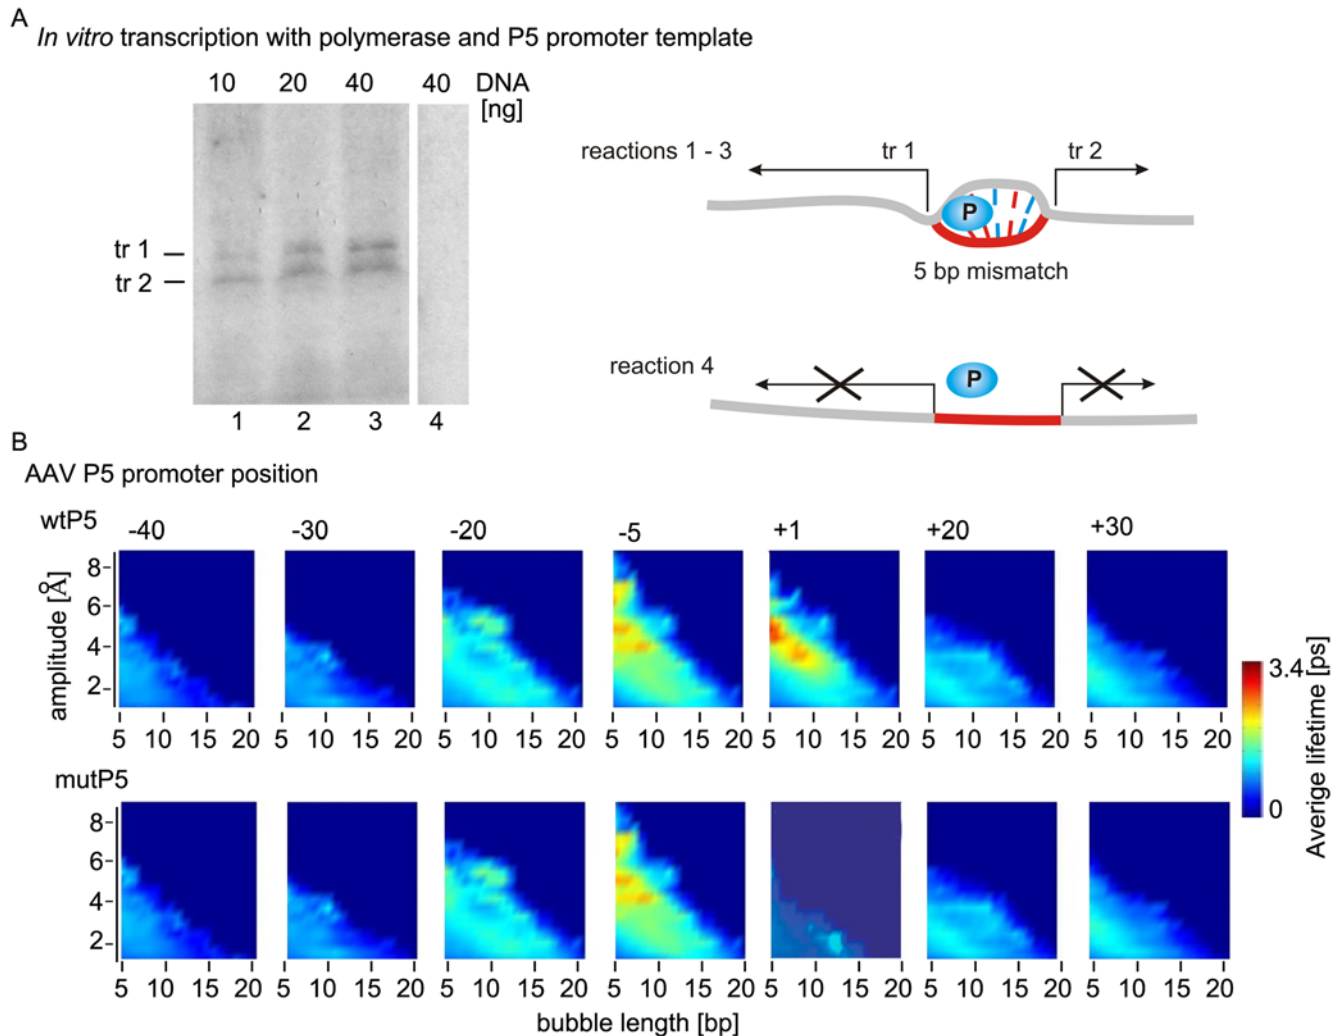 A
In vitro transcription with polymerase and P5 promoter template
10 20 40 40 DNA
[ng]
tr 1
tr 2
1 2 3 4
reactions 1 - 3 tr 1 tr 2
P
5 bp mismatch
reaction 4
P
B
AAV P5 promoter position
wtP5
-40 -30 -20 -5 +1 +20 +30
amplitude [Å]
8
6
4
2
5 10 15 20 5 10 15 20 5 10 15 20 5 10 15 20 5 10 15 20 5 10 15 20 5 10 15 20
3.4
0
Averige lifetime [ps]
mutP5
8
6
4
2
5 10 15 20 5 10 15 20 5 10 15 20 5 10 15 20 5 10 15 20 5 10 15 20 5 10 15 20
bubble length [bp]